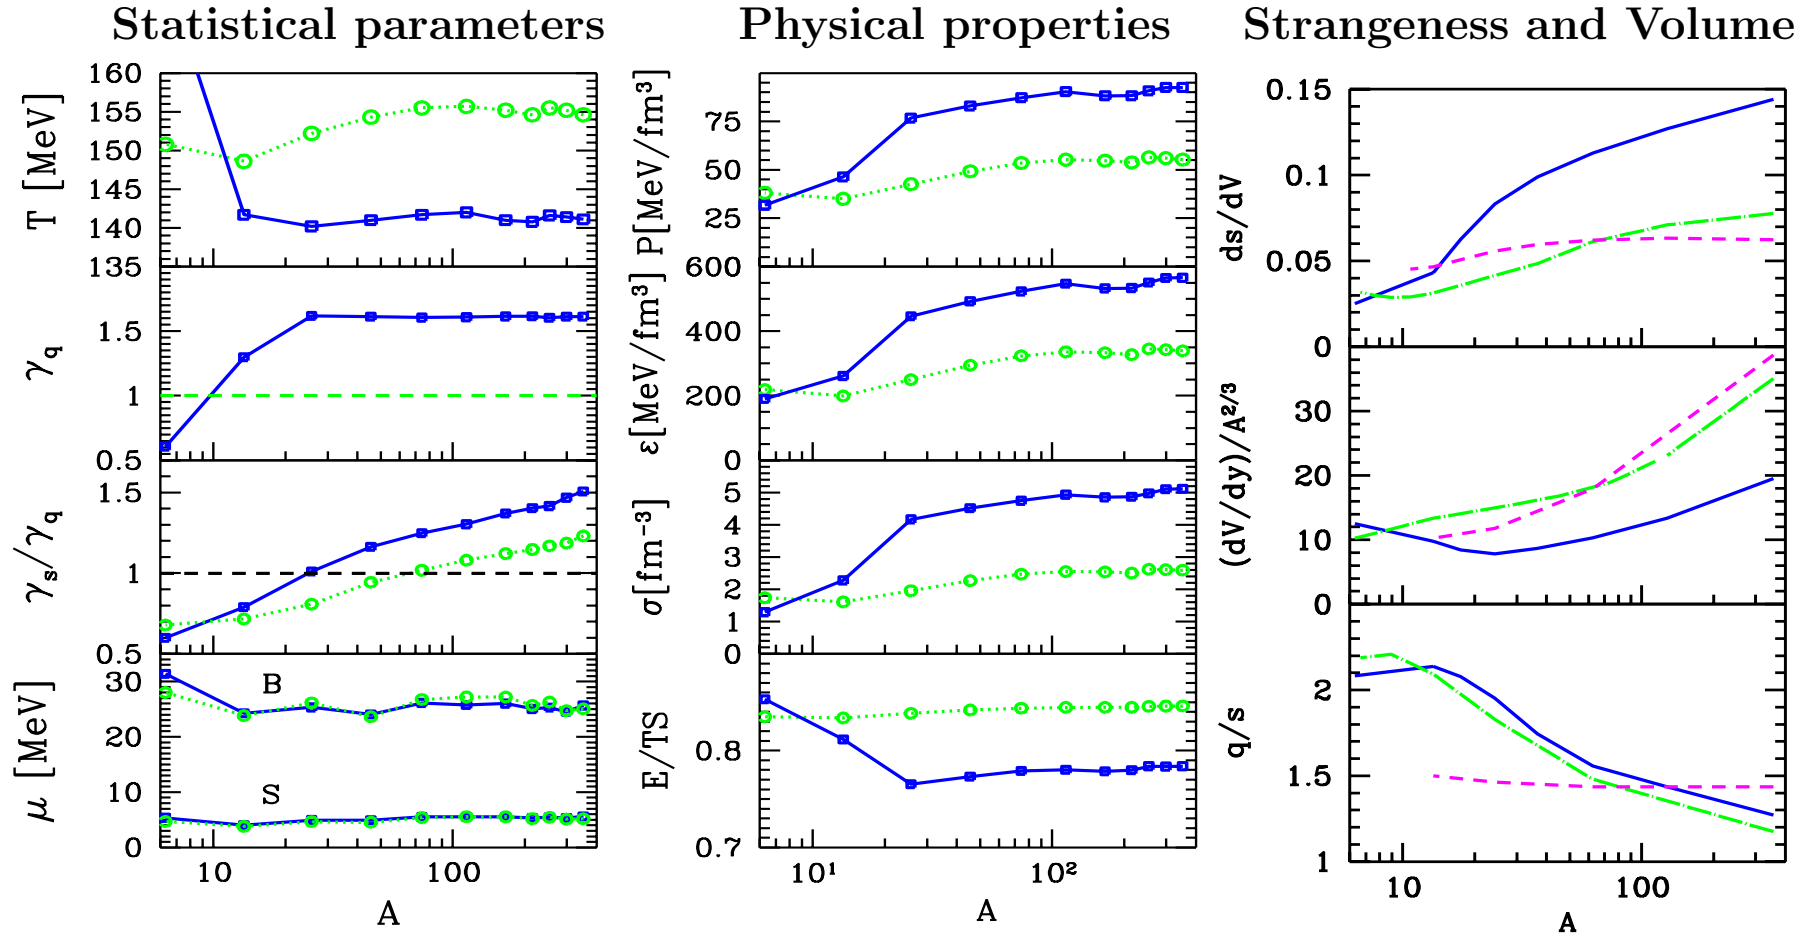 Statistical parameters
Physical properties
Strangeness and Volume
T [MeV]
160
155
150
145
140
135
γq
1.5
1
0.5
γs/γq
1.5
1
0.5
μ [MeV]
30
20
10
0
B
S
10
100
A
P[MeV/fm³]
75
50
25
600
ε[MeV/fm³]
400
200
0
σ[fm⁻³]
5
4
3
2
1
0
E/TS
0.8
0.7
10¹
10²
A
ds/dV
0.15
0.1
0.05
0
(dV/dy)/A²/³
30
20
10
0
q/s
2
1.5
1
10
100
A